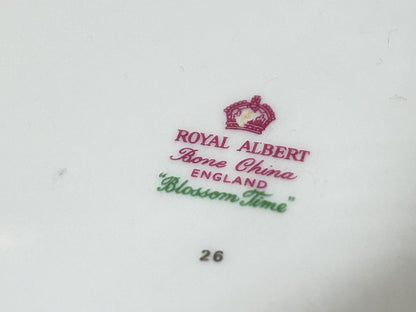 ROYAL ALBERT
Bone China
ENGLAND
"Blossom Time"
26